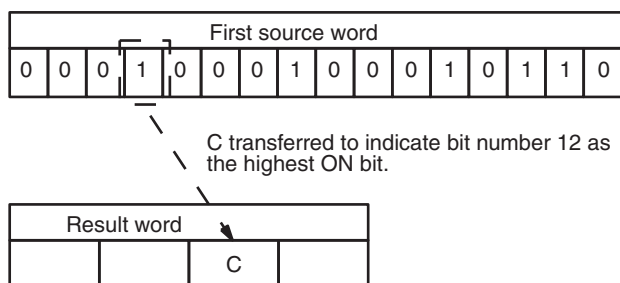 First source word
0 0 0 1 0 0 0 1 0 0 0 1 0 1 1 0
C transferred to indicate bit number 12 as
the highest ON bit.
Result word
C